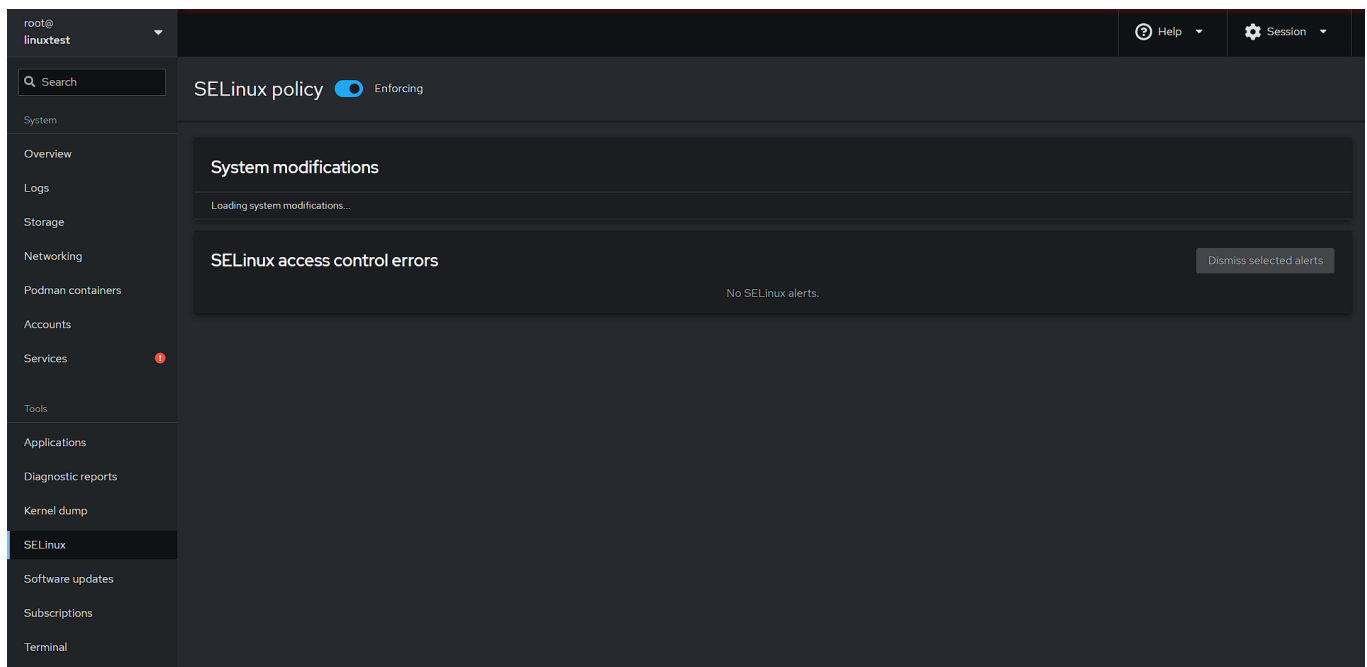 root@
linuxtest
Help
Session
Search
SELinux policy
Enforcing
System
Overview
Logs
Storage
Networking
Podman containers
Accounts
Services
Tools
Applications
Diagnostic reports
Kernel dump
SELinux
Software updates
Subscriptions
Terminal
System modifications
Loading system modifications...
SELinux access control errors
Dismiss selected alerts
No SELinux alerts.